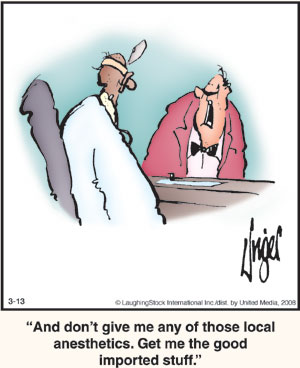 Unger
3-13
© LaughingStock International Inc./dist. by United Media, 2008
“And don’t give me any of those local
anesthetics. Get me the good
imported stuff.”